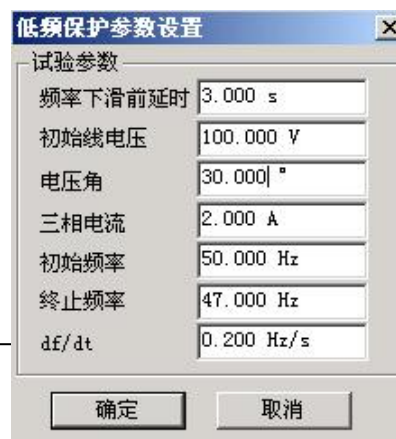 低频保护参数设置
试验参数
频率下滑前延时 3.000 s
初始线电压 100.000 V
电压角 30.000 °
三相电流 2.000 A
初始频率 50.000 Hz
终止频率 47.000 Hz
df/dt 0.200 Hz/s
确定 取消